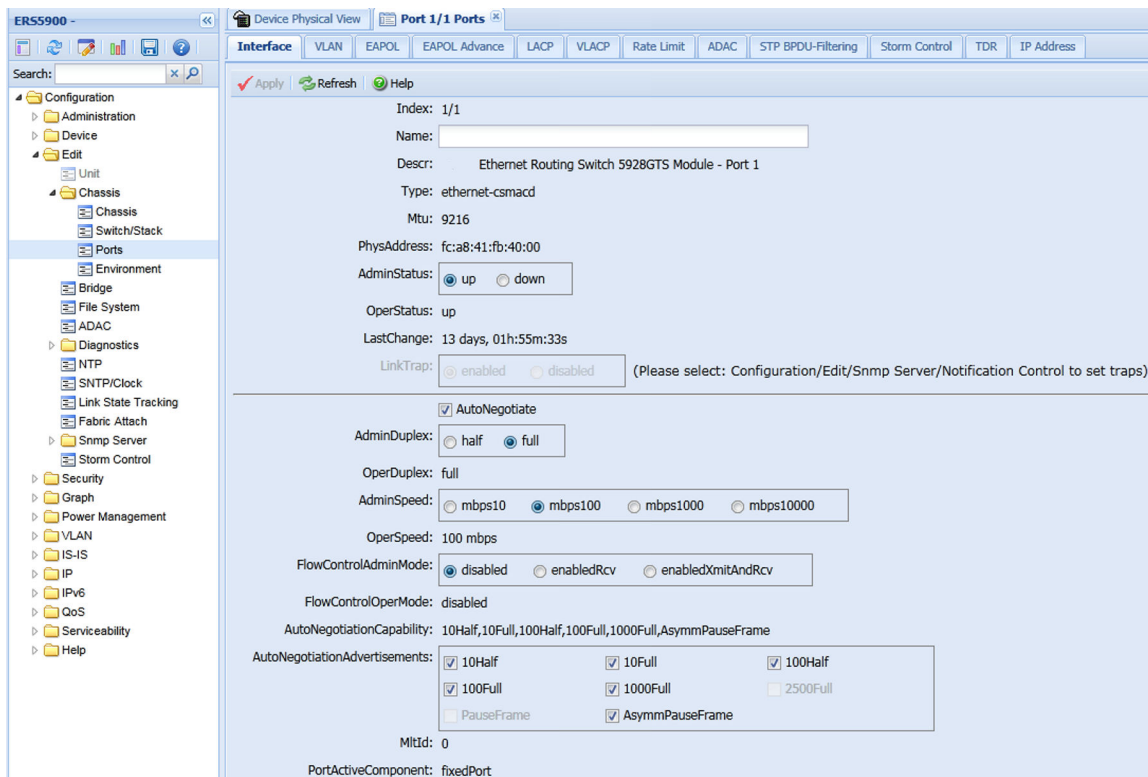 ERS5900 -
Search:
Configuration
Administration
Device
Edit
Unit
Chassis
Chassis
Switch/Stack
Ports
Environment
Bridge
File System
ADAC
Diagnostics
NTP
SNTP/Clock
Link State Tracking
Fabric Attach
Snmp Server
Storm Control
Security
Graph
Power Management
VLAN
IS-IS
IP
IPv6
QoS
Serviceability
Help
Device Physical View Port 1/1 Ports
Interface VLAN EAPOL EAPOL Advance LACP VLACP Rate Limit ADAC STP BPDU-Filtering Storm Control TDR IP Address
Apply Refresh Help
Index: 1/1
Name:
Descr: Ethernet Routing Switch 5928GTS Module - Port 1
Type: ethernet-csmacd
Mtu: 9216
PhysAddress: fc:a8:41:fb:40:00
AdminStatus: up down
OperStatus: up
LastChange: 13 days, 01h:55m:33s
LinkTrap: enabled disabled (Please select: Configuration/Edit/Snmp Server/Notification Control to set traps)
AutoNegotiate
AdminDuplex: half full
OperDuplex: full
AdminSpeed: mbps10 mbps100 mbps1000 mbps10000
OperSpeed: 100 mbps
FlowControlAdminMode: disabled enabledRcv enabledXmitAndRcv
FlowControlOperMode: disabled
AutoNegotiationCapability: 10Half,10Full,100Half,100Full,1000Full,AsymmPauseFrame
AutoNegotiationAdvertisements: 10Half 10Full 100Half
100Full 1000Full 2500Full
PauseFrame AsymmPauseFrame
MltId: 0
PortActiveComponent: fixedPort